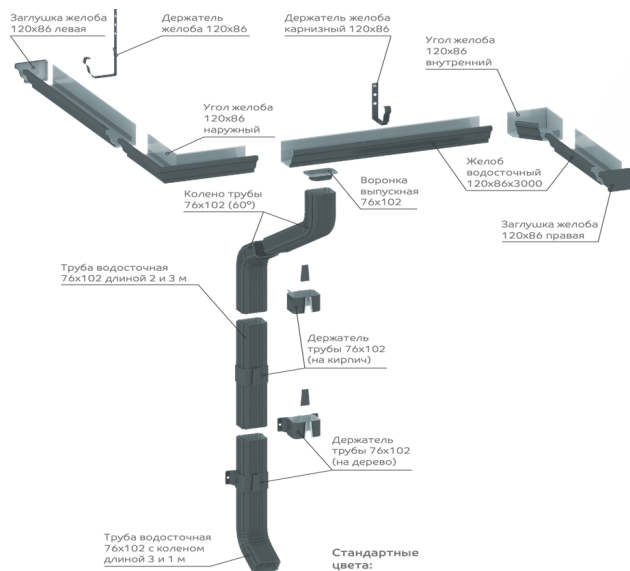 Заглушка желоба
120х86 левая
Держатель
желоба 120х86
Держатель желоба
карнизный 120х86
Угол желоба
120х86
внутренний
Угол желоба
120х86
наружный
Желоб
водосточный
120х86х3000
Воронка
выпускная
76х102
Колено трубы
76х102 (60°)
Заглушка желоба
120х86 правая
Труба водосточная
76х102 длиной 2 и 3 м
Держатель
трубы 76х102
(на кирпич)
Держатель
трубы 76х102
(на дерево)
Труба водосточная
76х102 с коленом
длиной 3 и 1 м
Стандартные
цвета: